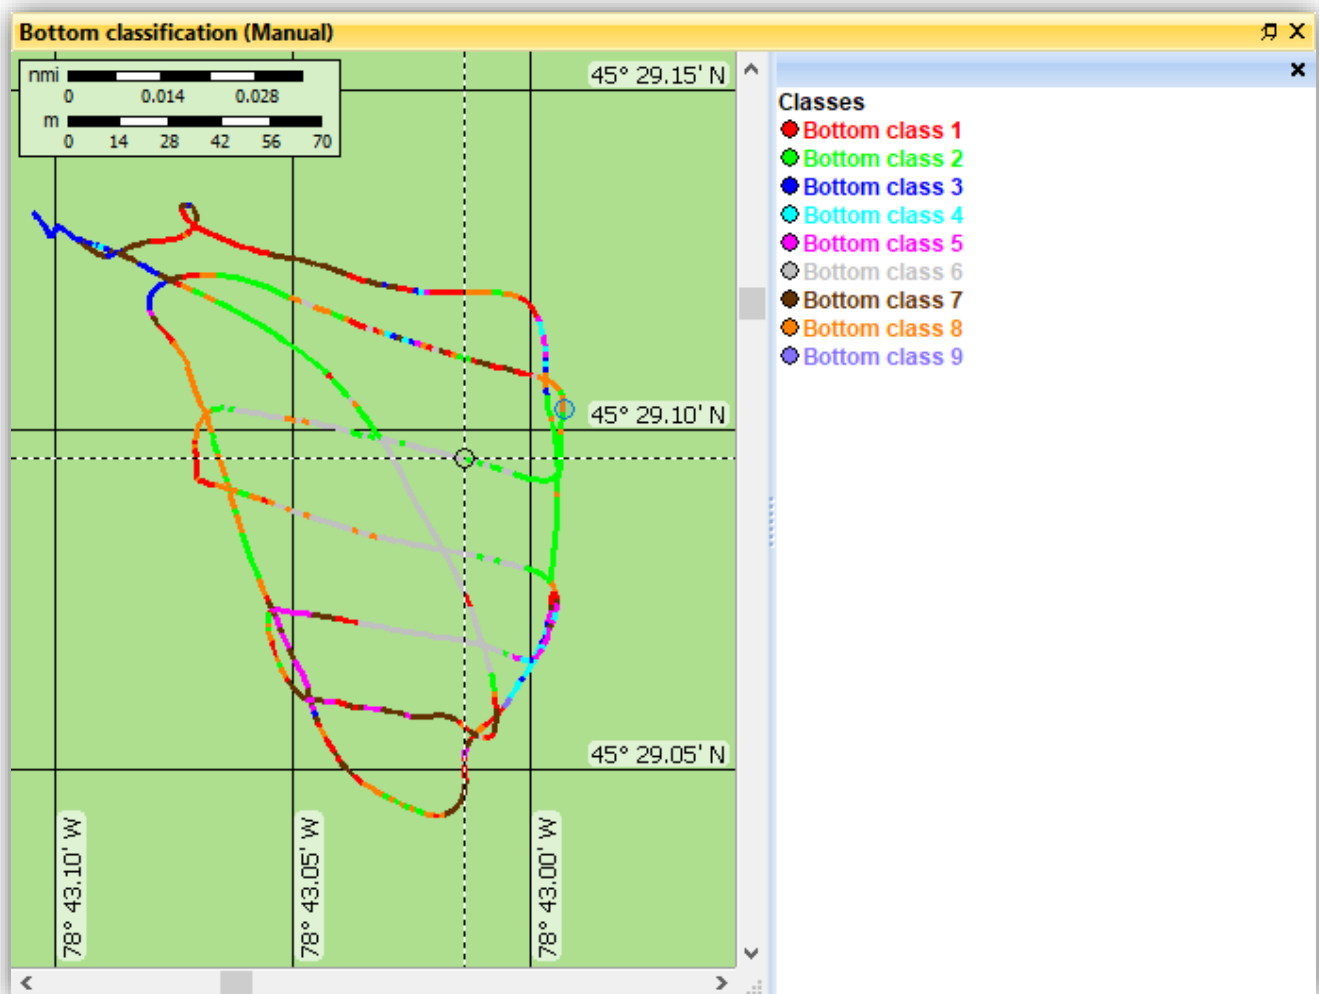 Bottom classification (Manual)
nmi
0 0.014 0.028
m
0 14 28 42 56 70
45° 29.15' N
45° 29.10' N
45° 29.05' N
78° 43.10' W
78° 43.05' W
78° 43.00' W
Classes
Bottom class 1
Bottom class 2
Bottom class 3
Bottom class 4
Bottom class 5
Bottom class 6
Bottom class 7
Bottom class 8
Bottom class 9